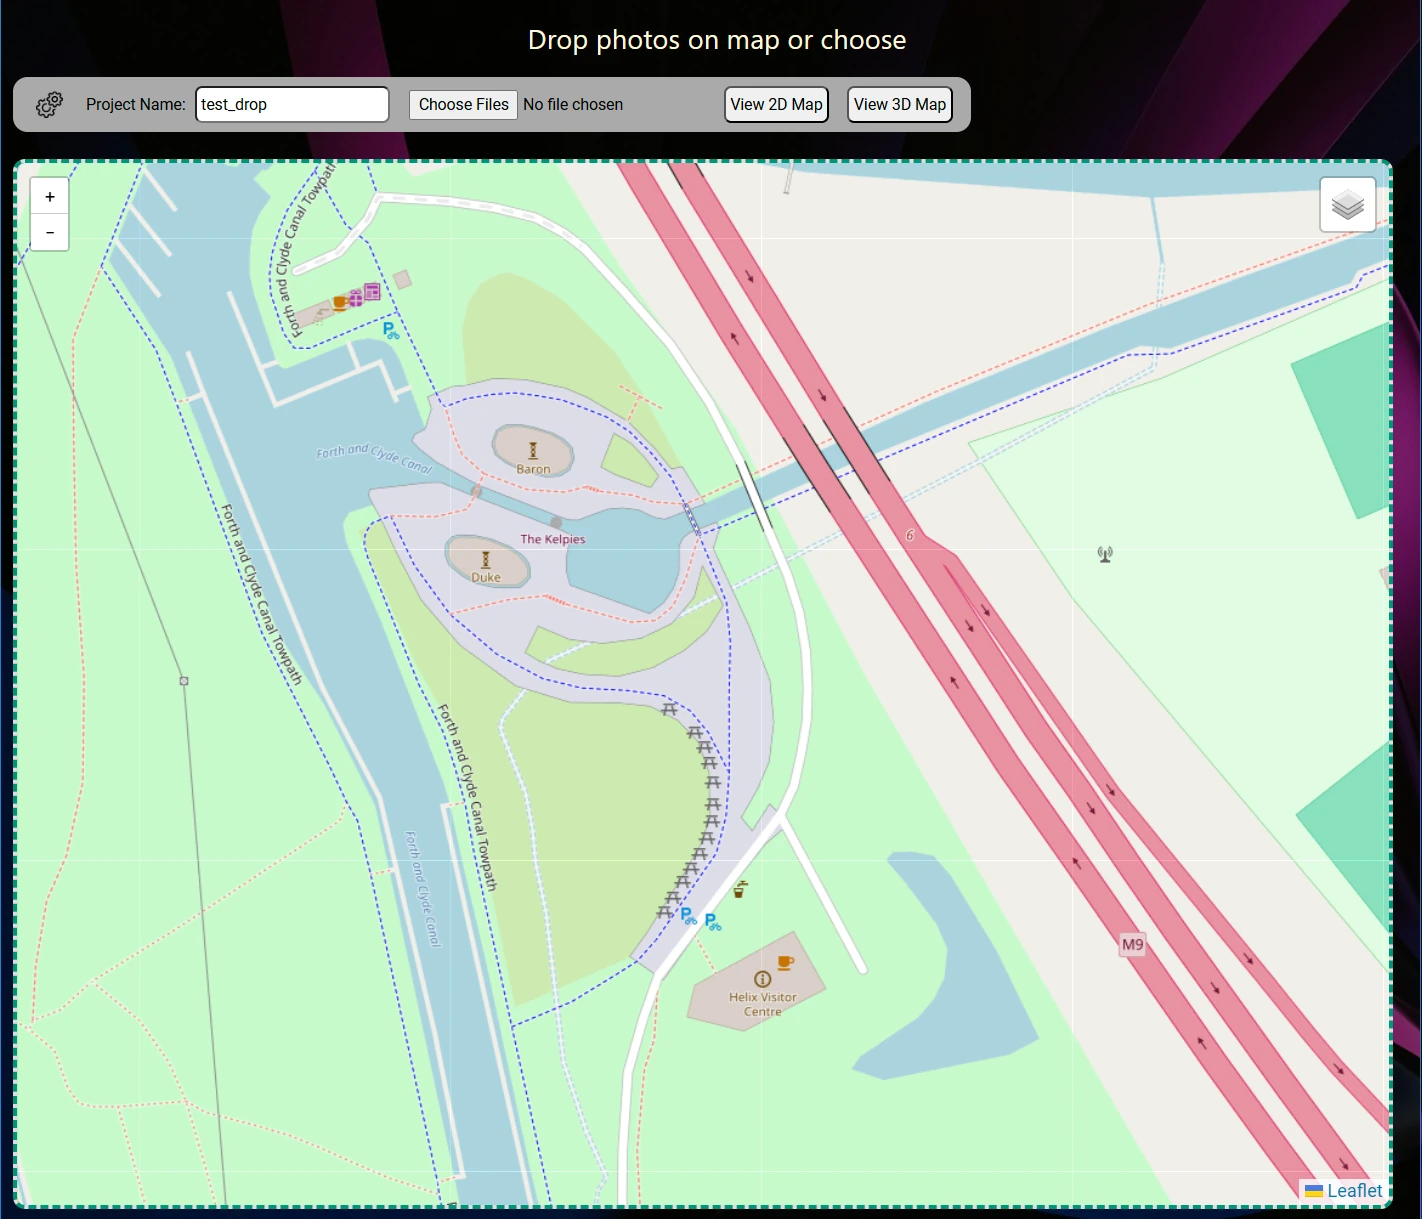 Drop photos on map or choose
Project Name:
test_drop
Choose Files
No file chosen
View 2D Map
View 3D Map
+
−
Forth and Clyde Canal Towpath
P
Forth and Clyde Canal
Baron
The Kelpies
Duke
6
Forth and Clyde Canal Towpath
Forth and Clyde Canal Towpath
Forth and Clyde Canal
P
P
M9
Helix Visitor
Centre
Leaflet